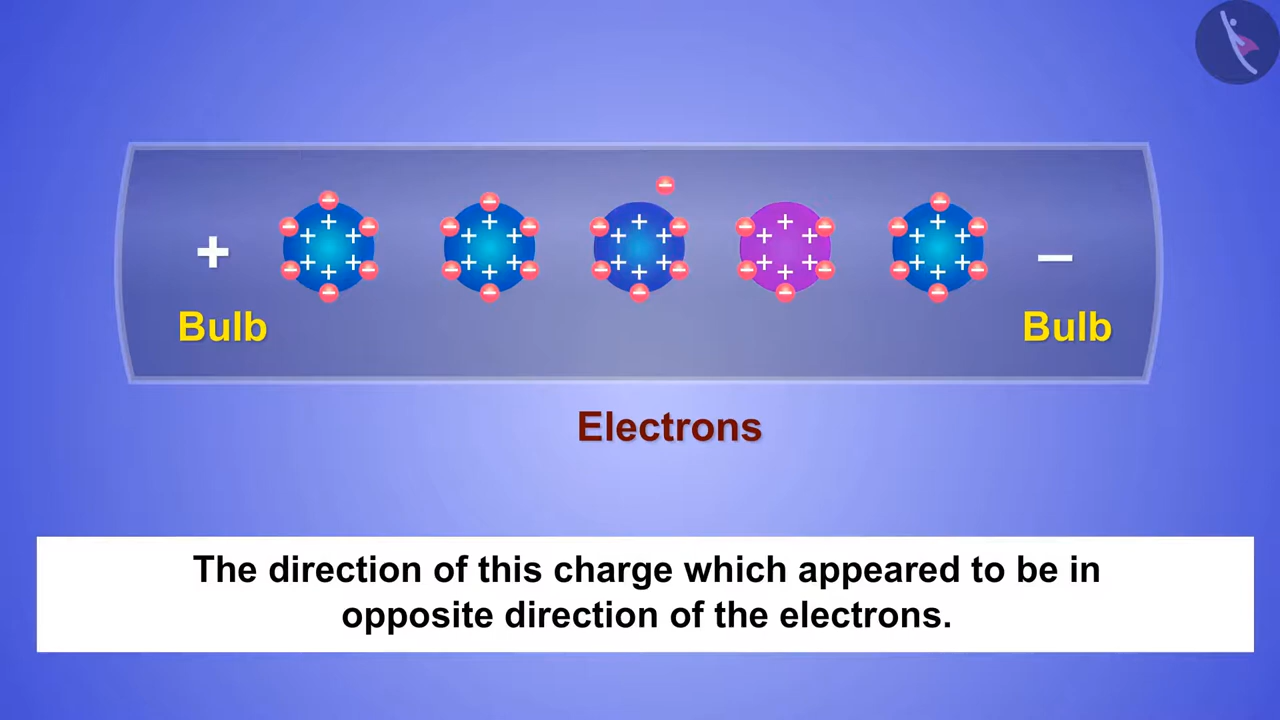 + –
Bulb Bulb
Electrons
The direction of this charge which appeared to be in
opposite direction of the electrons.